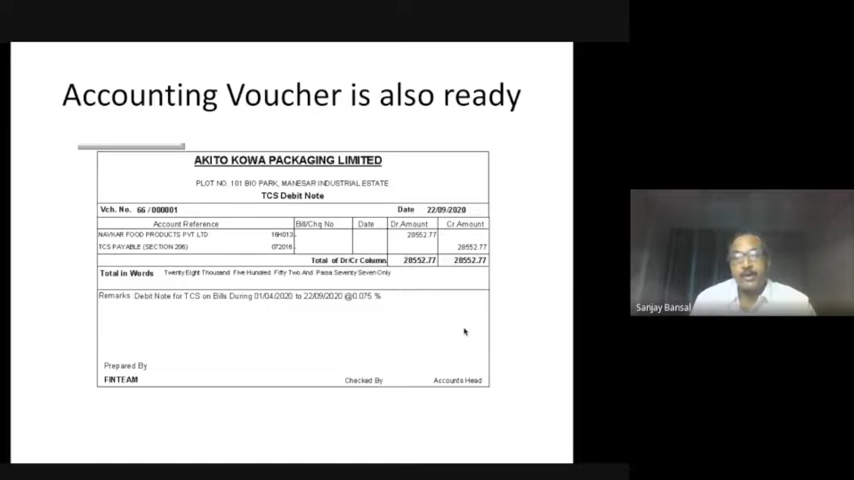 Accounting Voucher is also ready
AKITO KOWA PACKAGING LIMITED
PLOT NO. 101 BIO PARK, MANESAR INDUSTRIAL ESTATE
TCS Debit Note
Vch. No. 66 /000001 Date 22/09/2020
Account Reference Bill/Chq No Date Dr.Amount Cr.Amount
NAVKAR FOOD PRODUCTS PVT LTD 16H013 28552.77
TCS PAYABLE (SECTION 206) 072016 28552.77
Total of Dr/Cr Column. 28552.77 28552.77
Total in Words Twenty Eight Thousand Five Hundred Fifty Two And Paisa Seventy Seven Only
Remarks Debit Note for TCS on Bills During 01/04/2020 to 22/09/2020 @0.075 %
Prepared By
FINTEAM Checked By Accounts Head
Sanjay Bansal